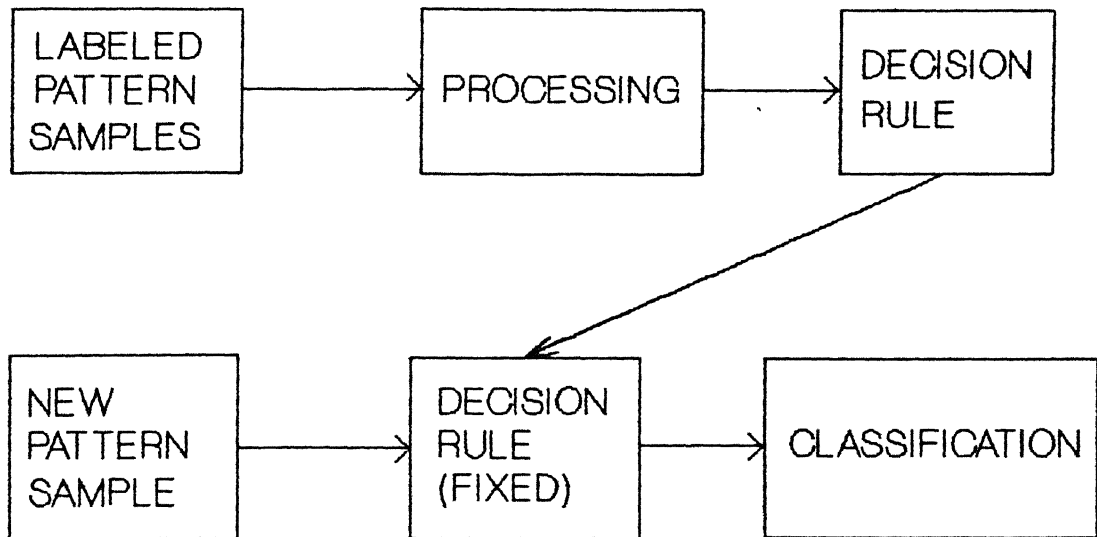 LABELED
PATTERN
SAMPLES
PROCESSING
DECISION
RULE
NEW
PATTERN
SAMPLE
DECISION
RULE
(FIXED)
CLASSIFICATION